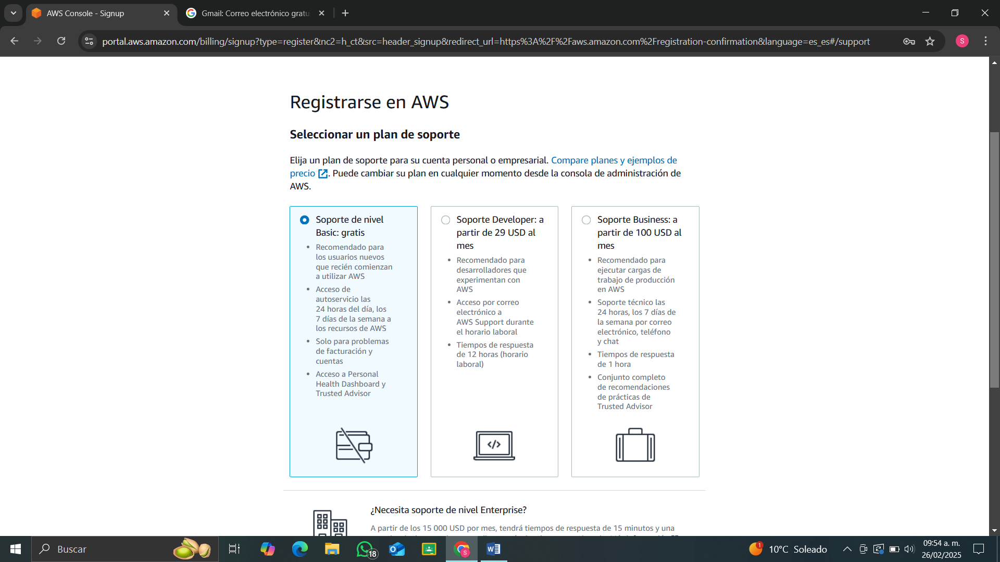 AWS Console - Signup
Gmail: Correo electrónico gratu
portal.aws.amazon.com/billing/signup?type=register&nc2=h_ct&src=header_signup&redirect_url=https%3A%2F%2Faws.amazon.com%2Fregistration-confirmation&language=es_es#/support
S
Registrarse en AWS
Seleccionar un plan de soporte
Elija un plan de soporte para su cuenta personal o empresarial. Compare planes y ejemplos de
precio. Puede cambiar su plan en cualquier momento desde la consola de administración de
AWS.
Soporte de nivel
Basic: gratis
• Recomendado para
los usuarios nuevos
que recién comienzan
a utilizar AWS
• Acceso de
autoservicio las
24 horas del día, los
7 días de la semana a
los recursos de AWS
• Solo para problemas
de facturación y
cuentas
• Acceso a Personal
Health Dashboard y
Trusted Advisor
Soporte Developer: a
partir de 29 USD al
mes
• Recomendado para
desarrolladores que
experimentan con
AWS
• Acceso por correo
electrónico a
AWS Support durante
el horario laboral
• Tiempos de respuesta
de 12 horas (horario
laboral)
</>
Soporte Business: a
partir de 100 USD al
mes
• Recomendado para
ejecutar cargas de
trabajo de producción
en AWS
• Soporte técnico las
24 horas, los 7 días de
la semana por correo
electrónico, teléfono
y chat
• Tiempos de respuesta
de 1 hora
• Conjunto completo
de recomendaciones
de prácticas de
Trusted Advisor
¿Necesita soporte de nivel Enterprise?
A partir de los 15 000 USD por mes, tendrá tiempos de respuesta de 15 minutos y una
Buscar
18
1
10°C Soleado
09:54 a. m.
26/02/2025